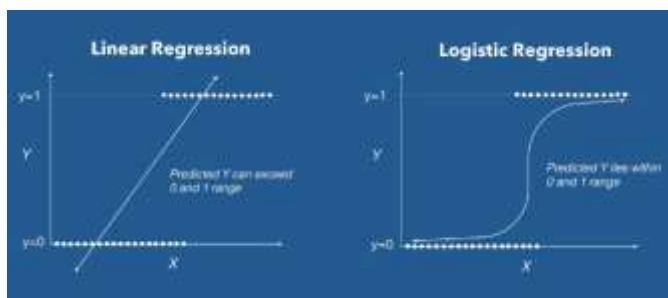 Linear Regression
y=1
Y
Predicted Y can exceed
0 and 1 range
y=0
X
Logistic Regression
y=1
Y
Predicted Y lies within
0 and 1 range
y=0
X